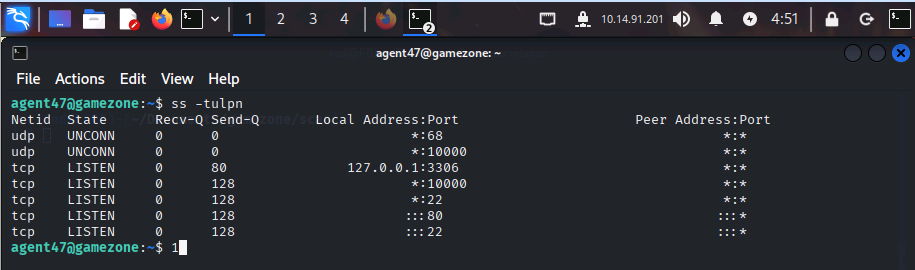 1 2 3 4 2 10.14.91.201 4:51
agent47@gamezone: ~
File Actions Edit View Help
agent47@gamezone:~$ ss -tulpn
Netid State Recv-Q Send-Q Local Address:Port Peer Address:Port
udp UNCONN 0 0 *:68 *:*
udp UNCONN 0 0 *:10000 *:*
tcp LISTEN 0 80 127.0.0.1:3306 *:*
tcp LISTEN 0 128 *:10000 *:*
tcp LISTEN 0 128 *:22 *:*
tcp LISTEN 0 128 :::80 :::*
tcp LISTEN 0 128 :::22 :::*
agent47@gamezone:~$ 1